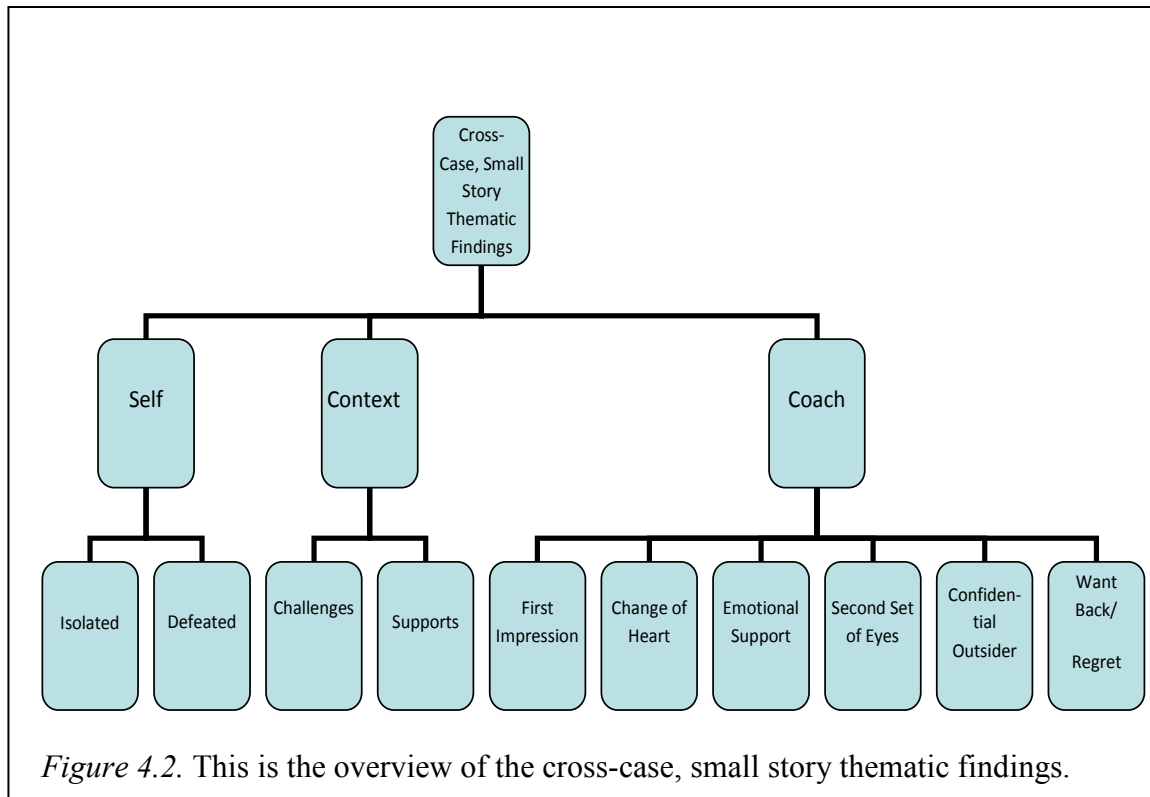 Cross-
Case, Small
Story
Thematic
Findings
Self
Context
Coach
Isolated
Defeated
Challenges
Supports
First
Impression
Change of
Heart
Emotional
Support
Second Set
of Eyes
Confiden-
tial
Outsider
Want
Back/
Regret
Figure 4.2. This is the overview of the cross-case, small story thematic findings.